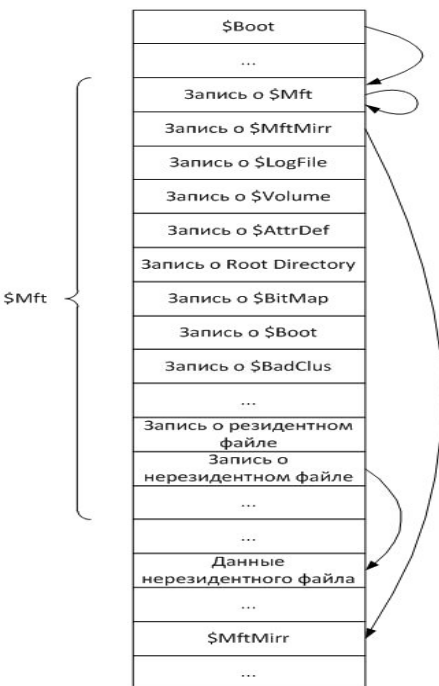 $Boot
...
Запись о $Mft
Запись о $MftMirr
Запись о $LogFile
Запись о $Volume
Запись о $AttrDef
Запись о Root Directory
$Mft
Запись о $BitMap
Запись о $Boot
Запись о $BadClus
...
Запись о резидентном
файле
Запись о
нерезидентном файле
...
...
Данные
нерезидентного файла
...
$MftMirr
...